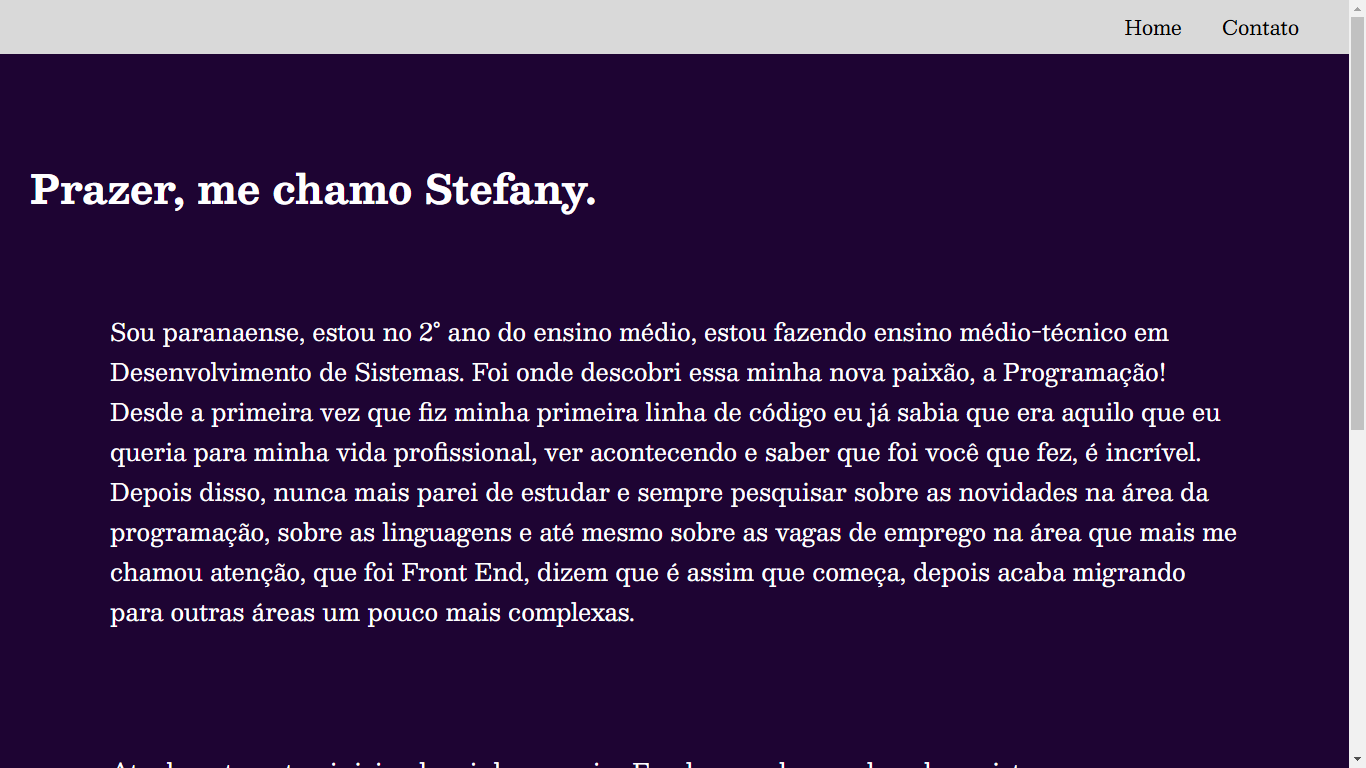 Home Contato
Prazer, me chamo Stefany.
Sou paranaense, estou no 2° ano do ensino médio, estou fazendo ensino médio-técnico em
Desenvolvimento de Sistemas. Foi onde descobri essa minha nova paixão, a Programação!
Desde a primeira vez que fiz minha primeira linha de código eu já sabia que era aquilo que eu
queria para minha vida profissional, ver acontecendo e saber que foi você que fez, é incrível.
Depois disso, nunca mais parei de estudar e sempre pesquisar sobre as novidades na área da
programação, sobre as linguagens e até mesmo sobre as vagas de emprego na área que mais me
chamou atenção, que foi Front End, dizem que é assim que começa, depois acaba migrando
para outras áreas um pouco mais complexas.